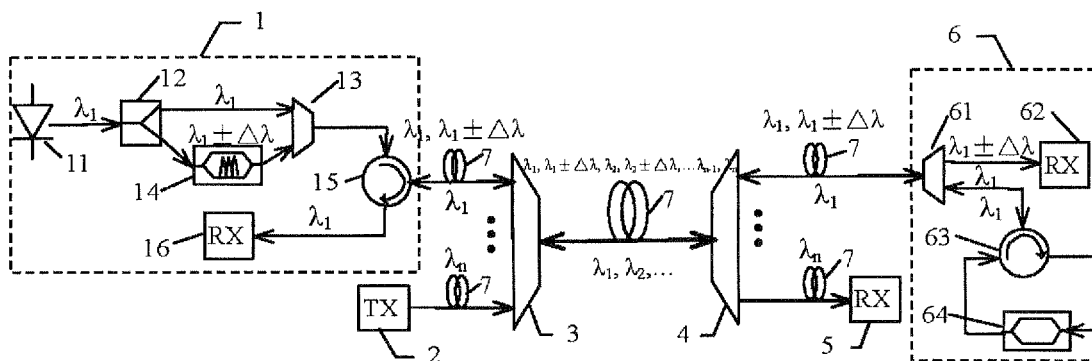 1
6
12
13
λ₁
λ₁
λ₁ ± △λ
11
14
15
16
RX
λ₁
λ₁, λ₁ ± △λ
7
λ₁
λₙ
7
TX
2
3
λ₁, λ₁ ± △λ, λ₂, λ₂ ± △λ, … λₙ₋₁, λₙ
7
λ₁, λ₂, …
4
λ₁, λ₁ ± △λ
7
λ₁
λₙ
7
RX
5
61
62
λ₁ ± △λ
RX
λ₁
λ₁
63
64